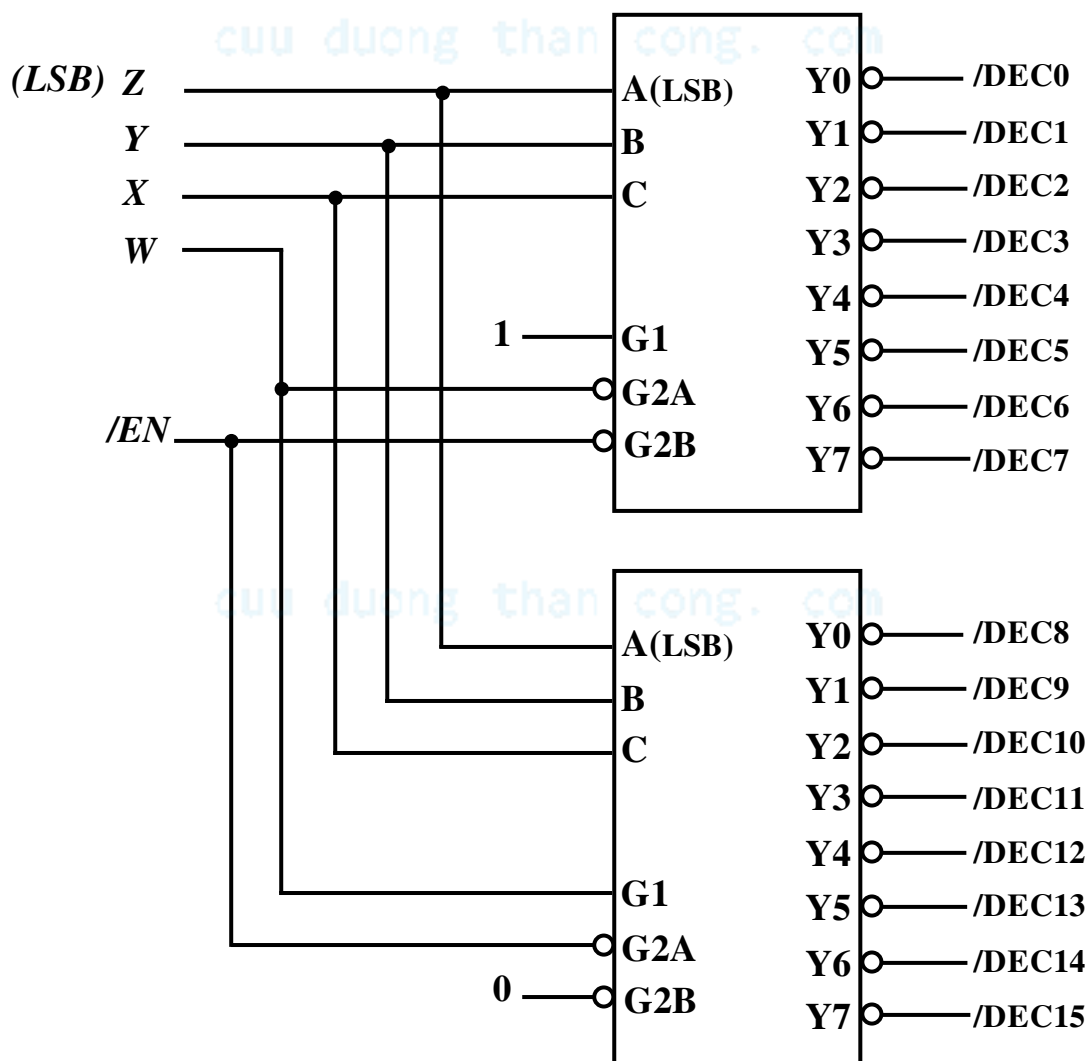 cuu duong than cong. com
(LSB) Z
A(LSB)
Y0
/DEC0
Y
B
Y1
/DEC1
X
C
Y2
/DEC2
W
Y3
/DEC3
Y4
/DEC4
1
G1
Y5
/DEC5
G2A
Y6
/DEC6
/EN
G2B
Y7
/DEC7
cuu duong than cong. com
A(LSB)
Y0
/DEC8
B
Y1
/DEC9
C
Y2
/DEC10
Y3
/DEC11
Y4
/DEC12
G1
Y5
/DEC13
G2A
Y6
/DEC14
0
G2B
Y7
/DEC15